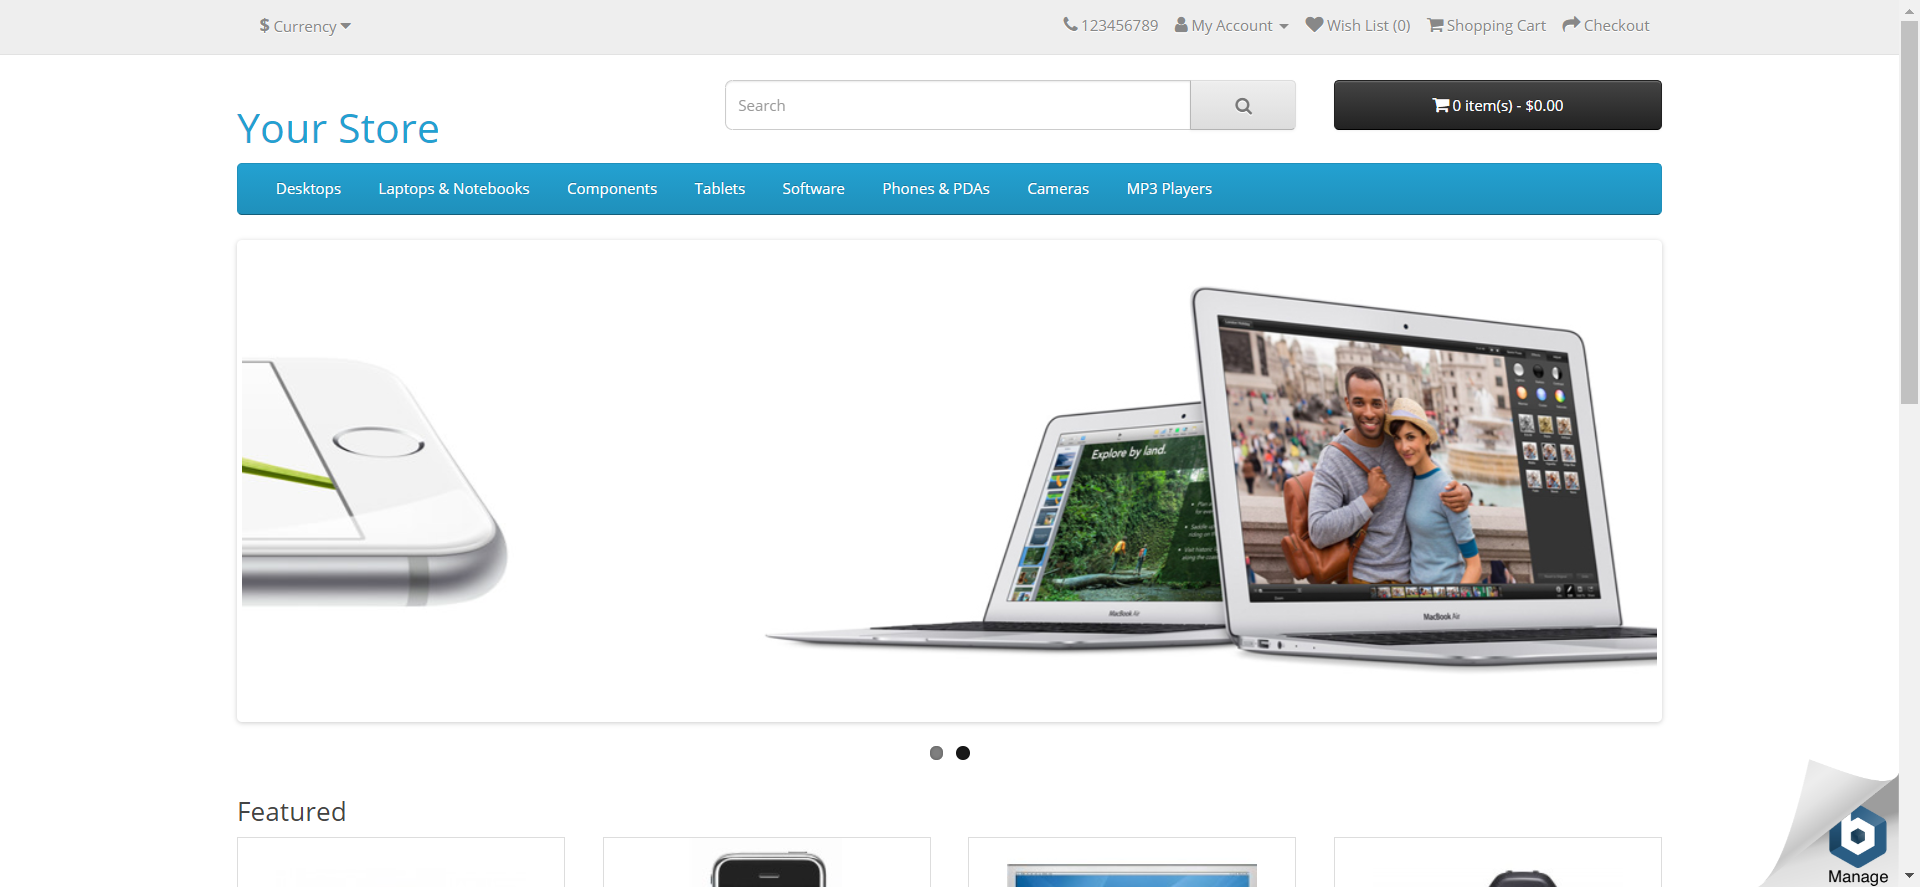 $ Currency
123456789 My Account Wish List (0) Shopping Cart Checkout
Your Store
Search
0 item(s) - $0.00
Desktops Laptops & Notebooks Components Tablets Software Phones & PDAs Cameras MP3 Players
Explore by land.
MacBook Air
MacBook Air
Featured
b
Manage